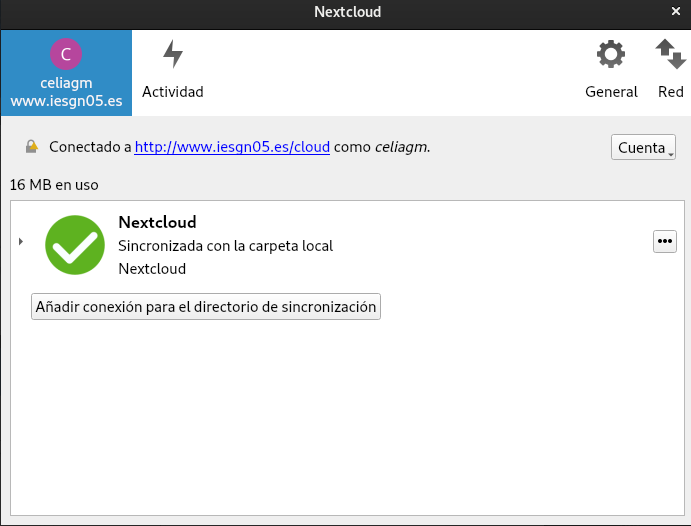 Nextcloud
C
celiagm
www.iesgn05.es
Actividad
General
Red
Conectado a http://www.iesgn05.es/cloud como celiagm.
Cuenta
16 MB en uso
Nextcloud
Sincronizada con la carpeta local
Nextcloud
Añadir conexión para el directorio de sincronización